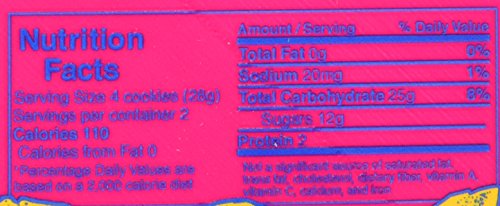 Nutrition
Facts
Serving Size 4 cookies (28g)
Servings per container 2
Calories 110
Calories from Fat 0
*Percentage Daily Values are
based on a 2,000 calorie diet
Amount / Serving % Daily Value
Total Fat 0g 0%
Sodium 20mg 1%
Total Carbohydrate 25g 8%
Sugars 12g
Protein
Not a significant source of saturated fat,
trans fat, cholesterol, dietary fiber, vitamin A,
vitamin C, calcium, and iron